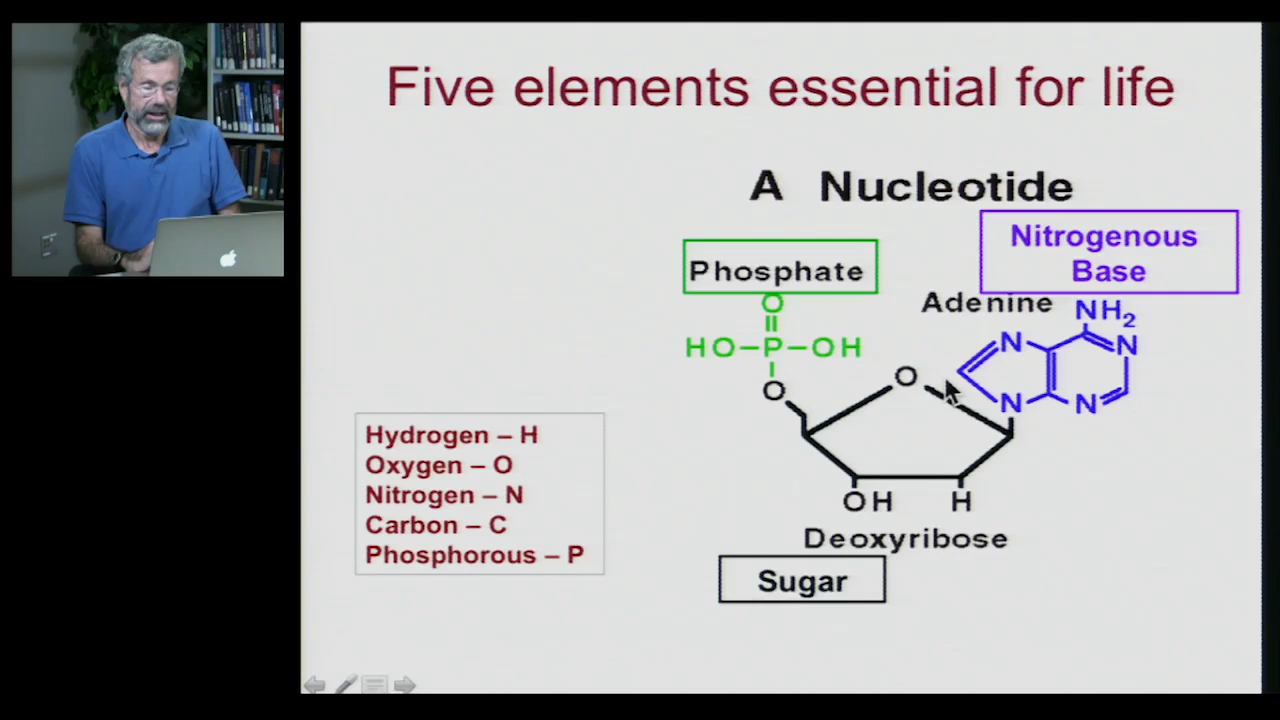 Five elements essential for life
A Nucleotide
Nitrogenous
Base
Phosphate
Adenine
O
NH2
HO–P–OH
N
N
O
O
N
N
Hydrogen – H
Oxygen – O
Nitrogen – N
Carbon – C
Phosphorous – P
OH
H
Deoxyribose
Sugar